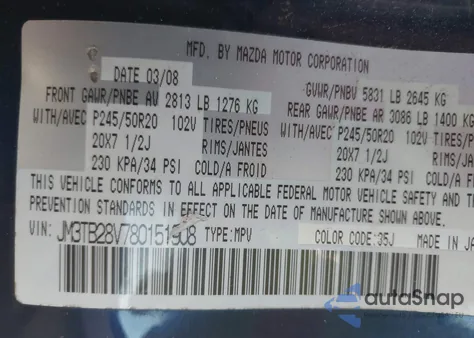 MFD. BY MAZDA MOTOR CORPORATION
DATE 03/08
GVWR/PNBV 5831 LB 2645 KG
FRONT GAWR/PNBE AV 2813 LB 1276 KG
REAR GAWR/PNBE AR 3086 LB 1400 KG
WITH/AVEC P245/50R20 102V TIRES/PNEUS
WITH/AVEC P245/50R20 102V TIRES/
20X7 1/2J RIMS/JANTES
20X7 1/2J RIMS/
230 KPA/34 PSI COLD/A FROID
230 KPA/34 PSI COLD/A
THIS VEHICLE CONFORMS TO ALL APPLICABLE FEDERAL MOTOR VEHICLE SAFETY AND
PREVENTION STANDARDS IN EFFECT ON THE DATE OF MANUFACTURE SHOWN ABOVE.
VIN: JM3TB28V780151908 TYPE:MPV COLOR CODE:35J MADE IN
autoSnap